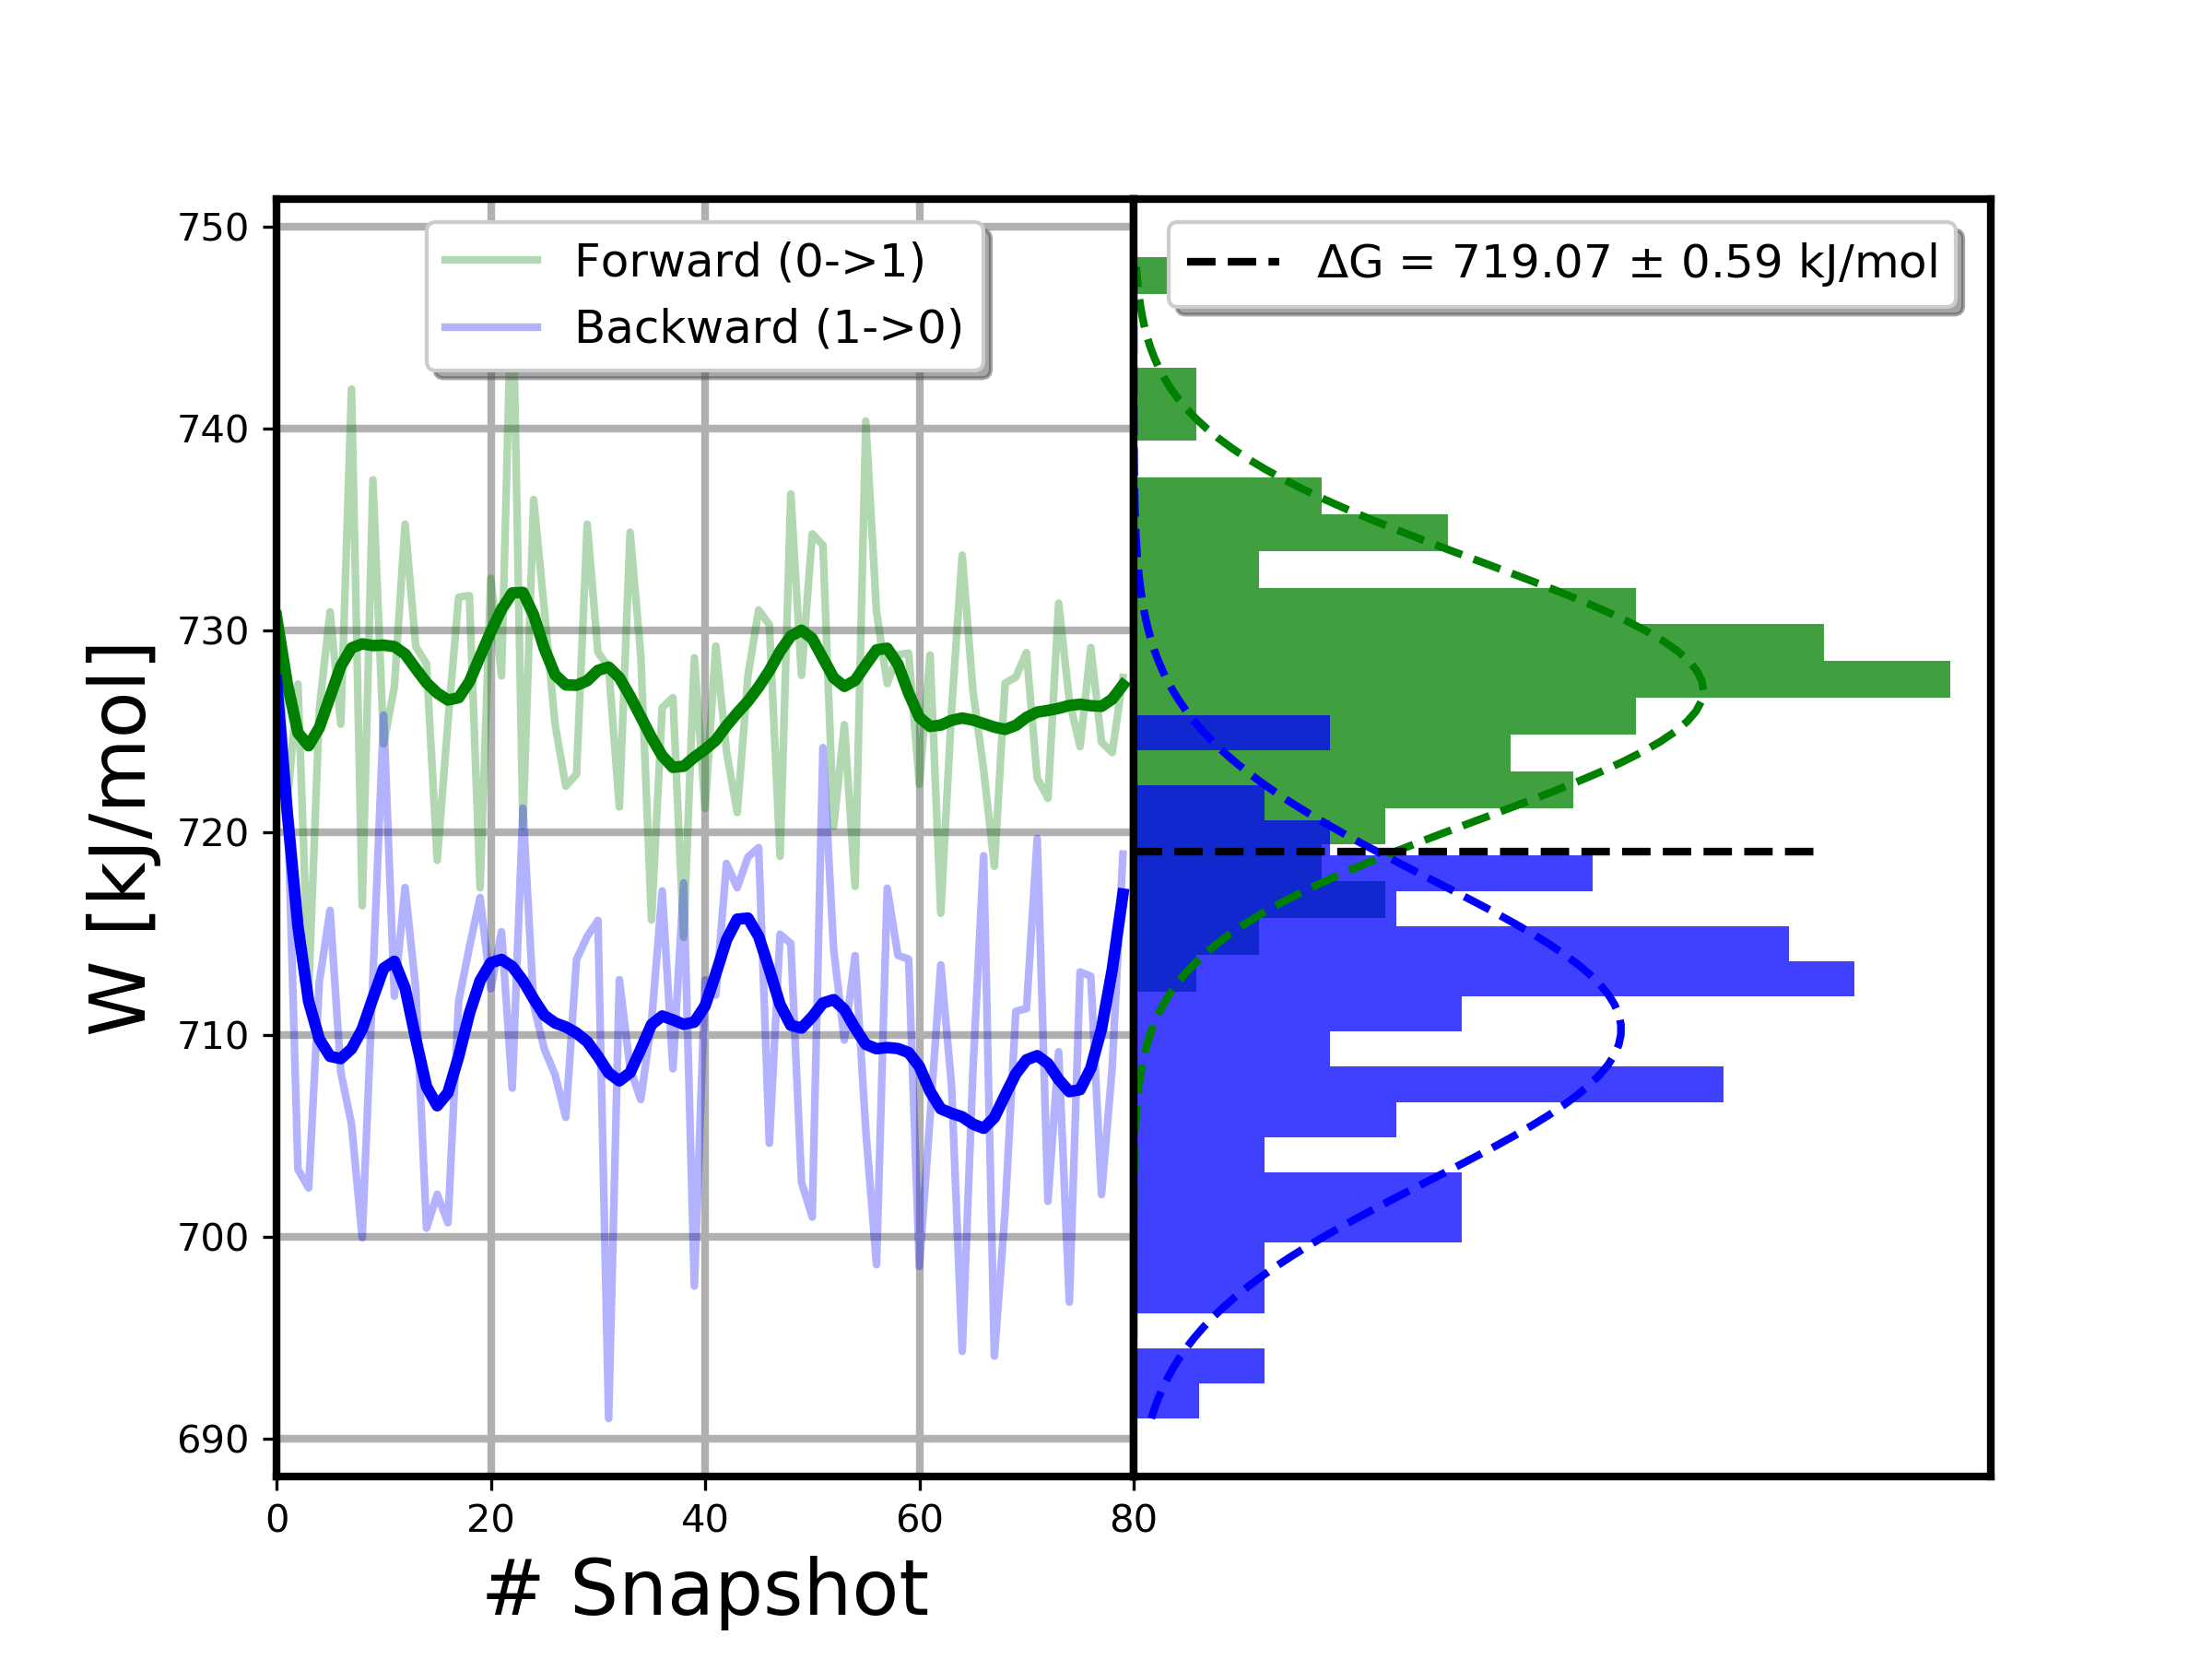 750
740
730
720
710
700
690
W [kJ/mol]
Forward (0->1)
Backward (1->0)
ΔG = 719.07 ± 0.59 kJ/mol
0 20 40 60 80
# Snapshot